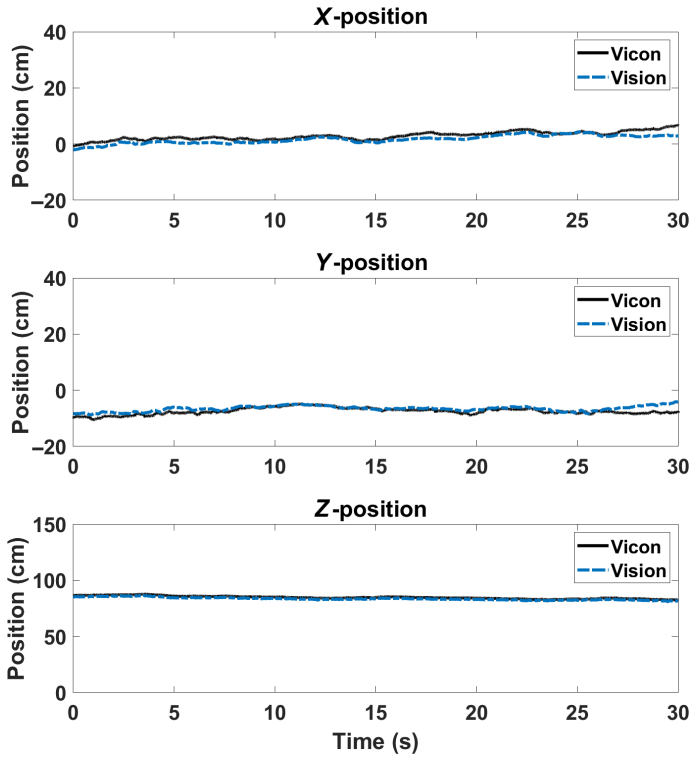 X-position
Position (cm)
40
20
0
−20
Vicon
Vision
0 5 10 15 20 25 30
Y-position
Position (cm)
40
20
0
−20
Vicon
Vision
0 5 10 15 20 25 30
Z-position
Position (cm)
150
100
50
0
Vicon
Vision
0 5 10 15 20 25 30
Time (s)